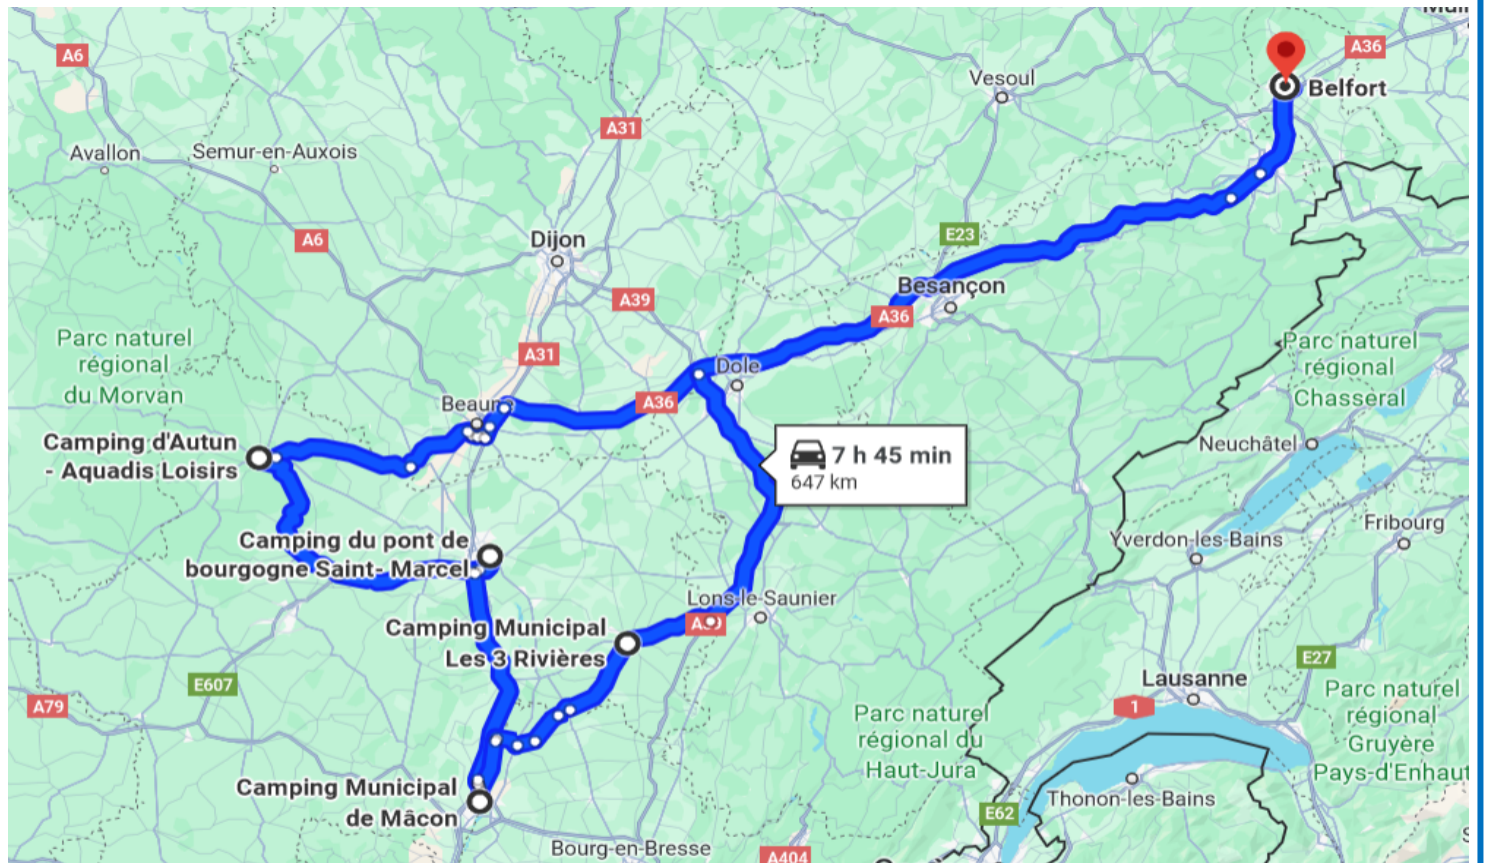 A6
A36
Vesoul
Belfort
A31
Avallon
Semur-en-Auxois
E23
A6
Dijon
Besançon
A39
A36
Parc naturel
régional
du Morvan
A31
Dole
Parc naturel
régional
Chasseral
Beaune
A36
Neuchâtel
Camping d'Autun
- Aquadis Loisirs
7 h 45 min
647 km
Camping du pont de
bourgogne Saint- Marcel
Yverdon-les-Bains
Fribourg
Lons-le-Saunier
A39
Camping Municipal
Les 3 Rivières
E607
A79
E27
Lausanne
1
Parc naturel
régional
Gruyère
Pays-d'Enhaut
Parc naturel
régional du
Haut-Jura
Camping Municipal
de Mâcon
Thonon-les-Bains
E62
Bourg-en-Bresse
A404